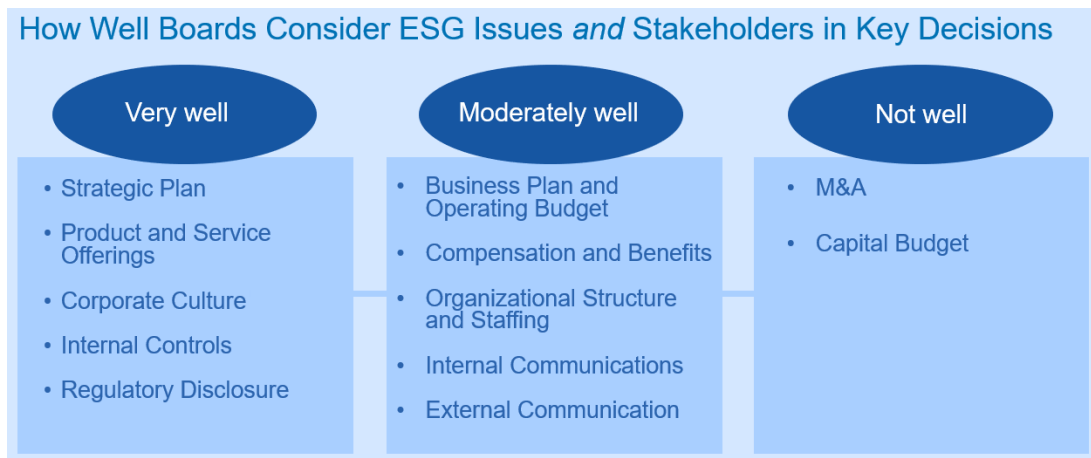 How Well Boards Consider ESG Issues and Stakeholders in Key Decisions
Very well
• Strategic Plan
• Product and Service
Offerings
• Corporate Culture
• Internal Controls
• Regulatory Disclosure
Moderately well
• Business Plan and
Operating Budget
• Compensation and Benefits
• Organizational Structure
and Staffing
• Internal Communications
• External Communication
Not well
• M&A
• Capital Budget